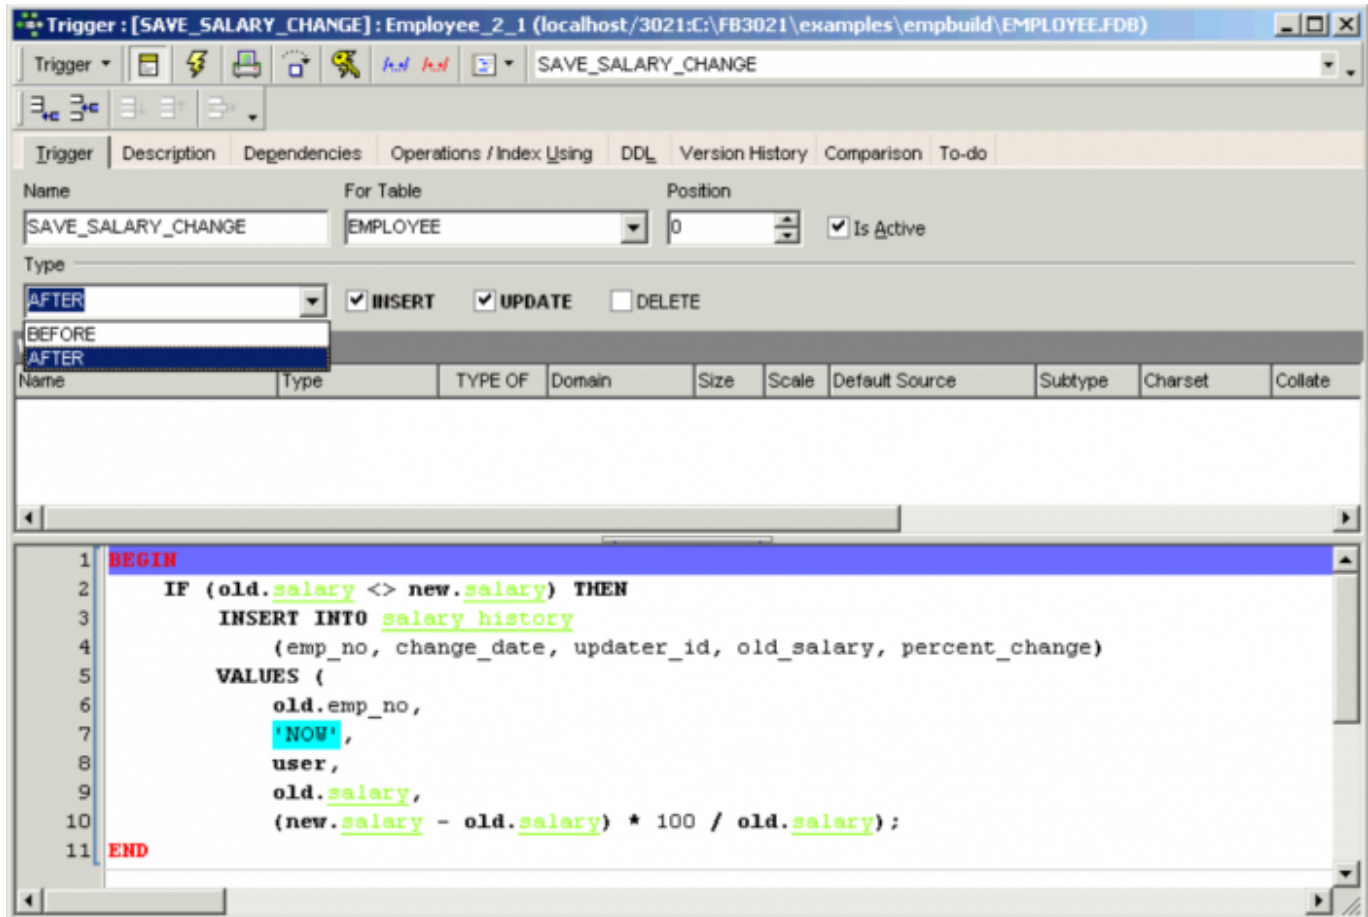 Trigger : [SAVE_SALARY_CHANGE] : Employee_2_1 (localhost/3021:C:\FB3021\examples\empbuild\EMPLOYEE.FDB)
Trigger SAVE_SALARY_CHANGE
Trigger Description Dependencies Operations / Index Using DDL Version History Comparison To-do
Name For Table Position
SAVE_SALARY_CHANGE EMPLOYEE 0 Is Active
Type
AFTER INSERT UPDATE DELETE
BEFORE
AFTER
Name Type TYPE OF Domain Size Scale Default Source Subtype Charset Collate
1 BEGIN
2 IF (old.salary <> new.salary) THEN
3 INSERT INTO salary_history
4 (emp_no, change_date, updater_id, old_salary, percent_change)
5 VALUES (
6 old.emp_no,
7 'NOW',
8 user,
9 old.salary,
10 (new.salary - old.salary) * 100 / old.salary);
11 END